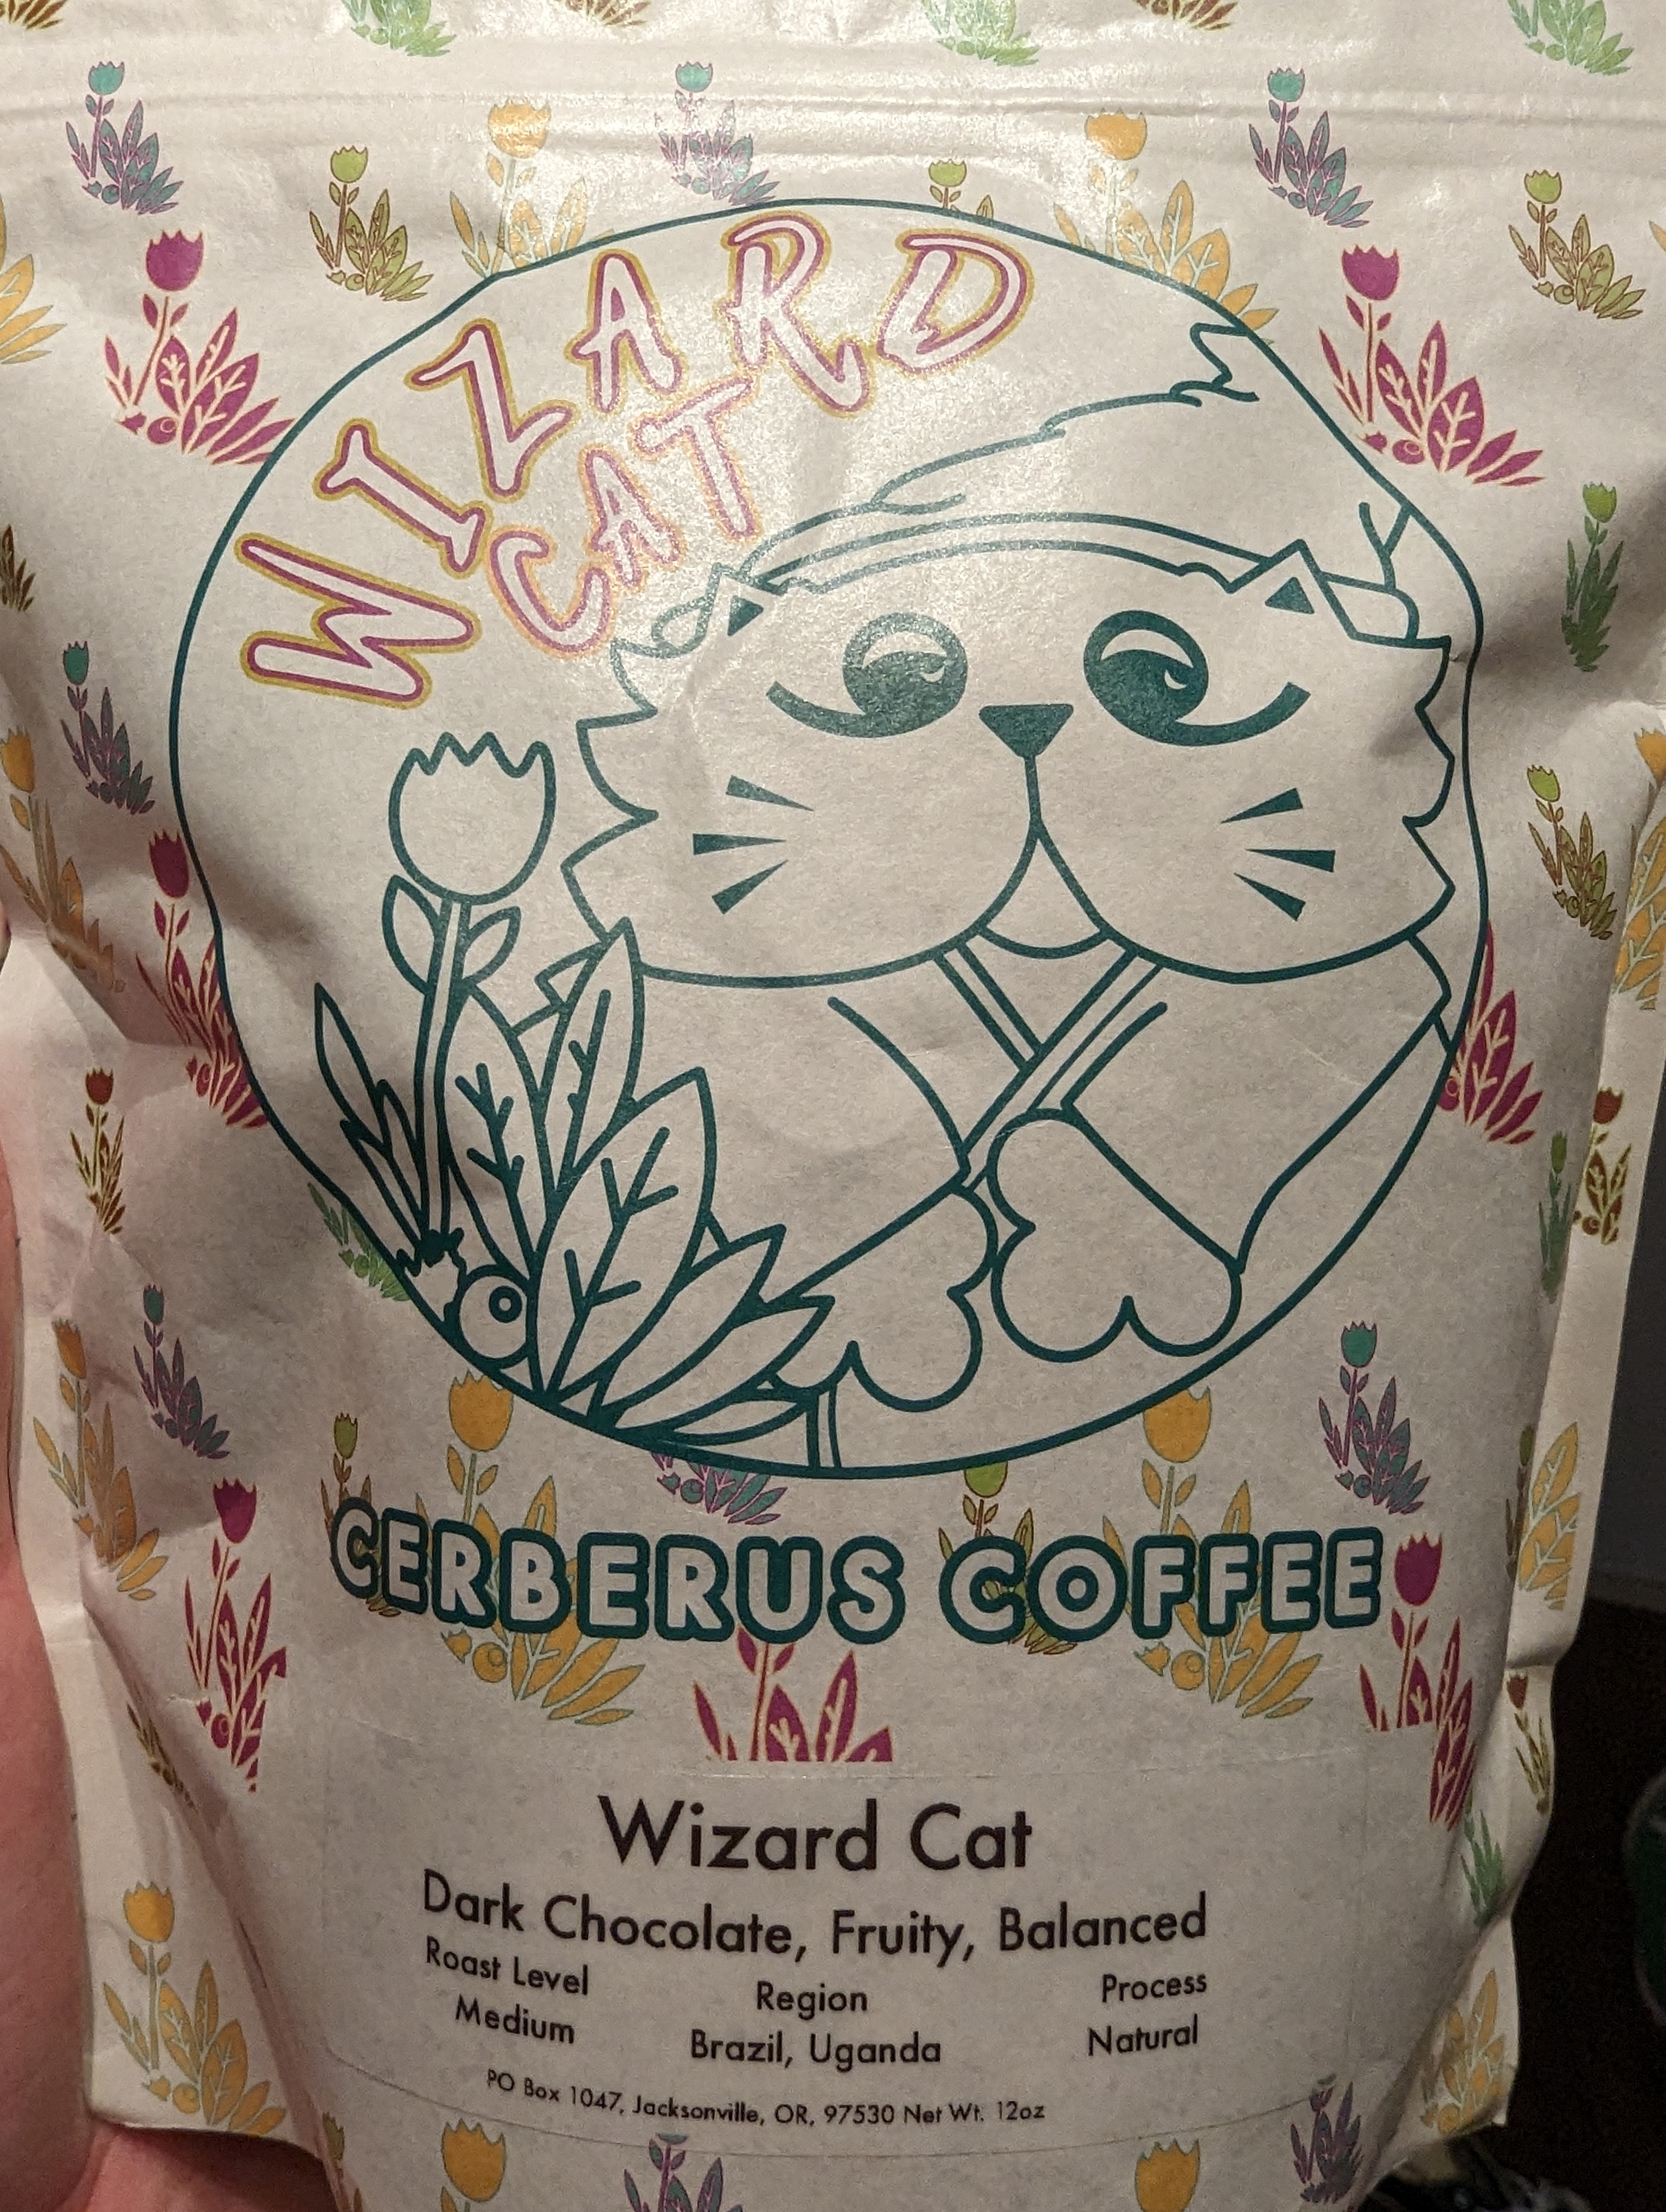 WIZARD
CAT
CERBERUS COFFEE
Wizard Cat
Dark Chocolate, Fruity, Balanced
Roast Level Region Process
Medium Brazil, Uganda Natural
PO Box 1047, Jacksonville, OR, 97530 Net Wt. 12oz